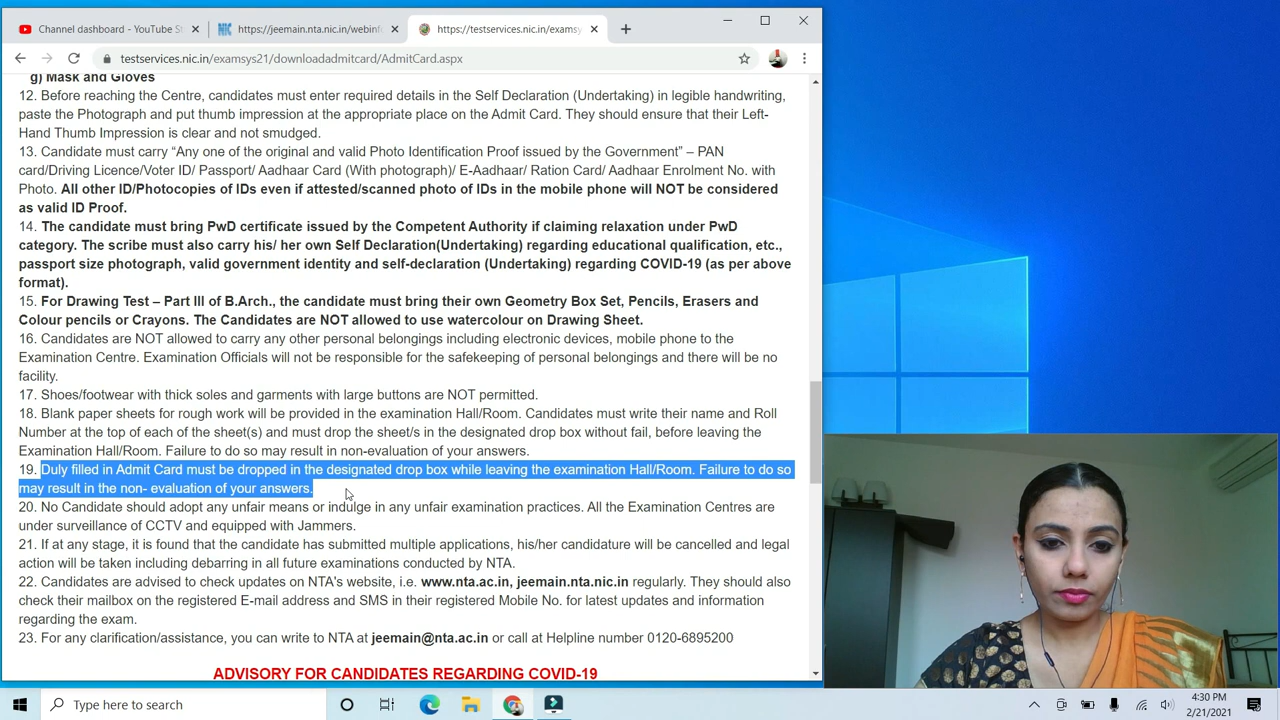 Channel dashboard - YouTube S
https://jeemain.nta.nic.in/webinfo
https://testservices.nic.in/examsy
testservices.nic.in/examsys21/downloadadmitcard/AdmitCard.aspx
g) Mask and Gloves
12. Before reaching the Centre, candidates must enter required details in the Self Declaration (Undertaking) in legible handwriting,
paste the Photograph and put thumb impression at the appropriate place on the Admit Card. They should ensure that their Left-
Hand Thumb Impression is clear and not smudged.
13. Candidate must carry “Any one of the original and valid Photo Identification Proof issued by the Government” – PAN
card/Driving Licence/Voter ID/ Passport/ Aadhaar Card (With photograph)/ E-Aadhaar/ Ration Card/ Aadhaar Enrolment No. with
Photo. All other ID/Photocopies of IDs even if attested/scanned photo of IDs in the mobile phone will NOT be considered
as valid ID Proof.
14. The candidate must bring PwD certificate issued by the Competent Authority if claiming relaxation under PwD
category. The scribe must also carry his/ her own Self Declaration(Undertaking) regarding educational qualification, etc.,
passport size photograph, valid government identity and self-declaration (Undertaking) regarding COVID-19 (as per above
format).
15. For Drawing Test – Part III of B.Arch., the candidate must bring their own Geometry Box Set, Pencils, Erasers and
Colour pencils or Crayons. The Candidates are NOT allowed to use watercolour on Drawing Sheet.
16. Candidates are NOT allowed to carry any other personal belongings including electronic devices, mobile phone to the
Examination Centre. Examination Officials will not be responsible for the safekeeping of personal belongings and there will be no
facility.
17. Shoes/footwear with thick soles and garments with large buttons are NOT permitted.
18. Blank paper sheets for rough work will be provided in the examination Hall/Room. Candidates must write their name and Roll
Number at the top of each of the sheet(s) and must drop the sheet/s in the designated drop box without fail, before leaving the
Examination Hall/Room. Failure to do so may result in non-evaluation of your answers.
19. Duly filled in Admit Card must be dropped in the designated drop box while leaving the examination Hall/Room. Failure to do so
may result in the non- evaluation of your answers.
20. No Candidate should adopt any unfair means or indulge in any unfair examination practices. All the Examination Centres are
under surveillance of CCTV and equipped with Jammers.
21. If at any stage, it is found that the candidate has submitted multiple applications, his/her candidature will be cancelled and legal
action will be taken including debarring in all future examinations conducted by NTA.
22. Candidates are advised to check updates on NTA's website, i.e. www.nta.ac.in, jeemain.nta.nic.in regularly. They should also
check their mailbox on the registered E-mail address and SMS in their registered Mobile No. for latest updates and information
regarding the exam.
23. For any clarification/assistance, you can write to NTA at jeemain@nta.ac.in or call at Helpline number 0120-6895200
ADVISORY FOR CANDIDATES REGARDING COVID-19
Type here to search
4:30 PM
2/21/2021